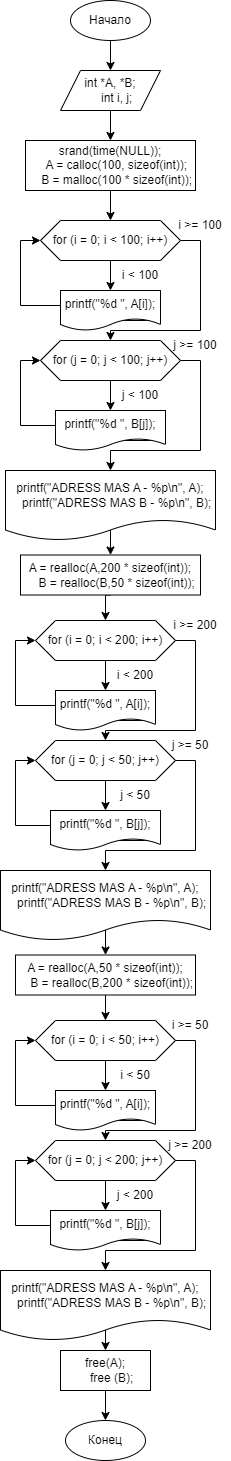 Начало
int *A, *B;
int i, j;
srand(time(NULL));
A = calloc(100, sizeof(int));
B = malloc(100 * sizeof(int));
i >= 100
for (i = 0; i < 100; i++)
i < 100
printf("%d ", A[i]);
j >= 100
for (j = 0; j < 100; j++)
j < 100
printf("%d ", B[j]);
printf("ADRESS MAS A - %p\n", A);
printf("ADRESS MAS B - %p\n", B);
A = realloc(A,200 * sizeof(int));
B = realloc(B,50 * sizeof(int));
i >= 200
for (i = 0; i < 200; i++)
i < 200
printf("%d ", A[i]);
j >= 50
for (j = 0; j < 50; j++)
j < 50
printf("%d ", B[j]);
printf("ADRESS MAS A - %p\n", A);
printf("ADRESS MAS B - %p\n", B);
A = realloc(A,50 * sizeof(int));
B = realloc(B,200 * sizeof(int));
i >= 50
for (i = 0; i < 50; i++)
i < 50
printf("%d ", A[i]);
j >= 200
for (j = 0; j < 200; j++)
j < 200
printf("%d ", B[j]);
printf("ADRESS MAS A - %p\n", A);
printf("ADRESS MAS B - %p\n", B);
free(A);
free (B);
Конец